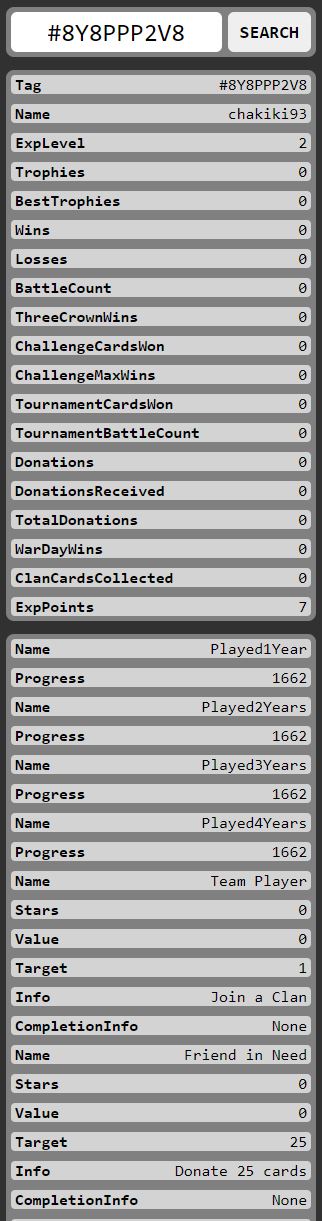 #8Y8PPP2V8 SEARCH
Tag #8Y8PPP2V8
Name chakiki93
ExpLevel 2
Trophies 0
BestTrophies 0
Wins 0
Losses 0
BattleCount 0
ThreeCrownWins 0
ChallengeCardsWon 0
ChallengeMaxWins 0
TournamentCardsWon 0
TournamentBattleCount 0
Donations 0
DonationsReceived 0
TotalDonations 0
WarDayWins 0
ClanCardsCollected 0
ExpPoints 7
Name Played1Year
Progress 1662
Name Played2Years
Progress 1662
Name Played3Years
Progress 1662
Name Played4Years
Progress 1662
Name Team Player
Stars 0
Value 0
Target 1
Info Join a Clan
CompletionInfo None
Name Friend in Need
Stars 0
Value 0
Target 25
Info Donate 25 cards
CompletionInfo None